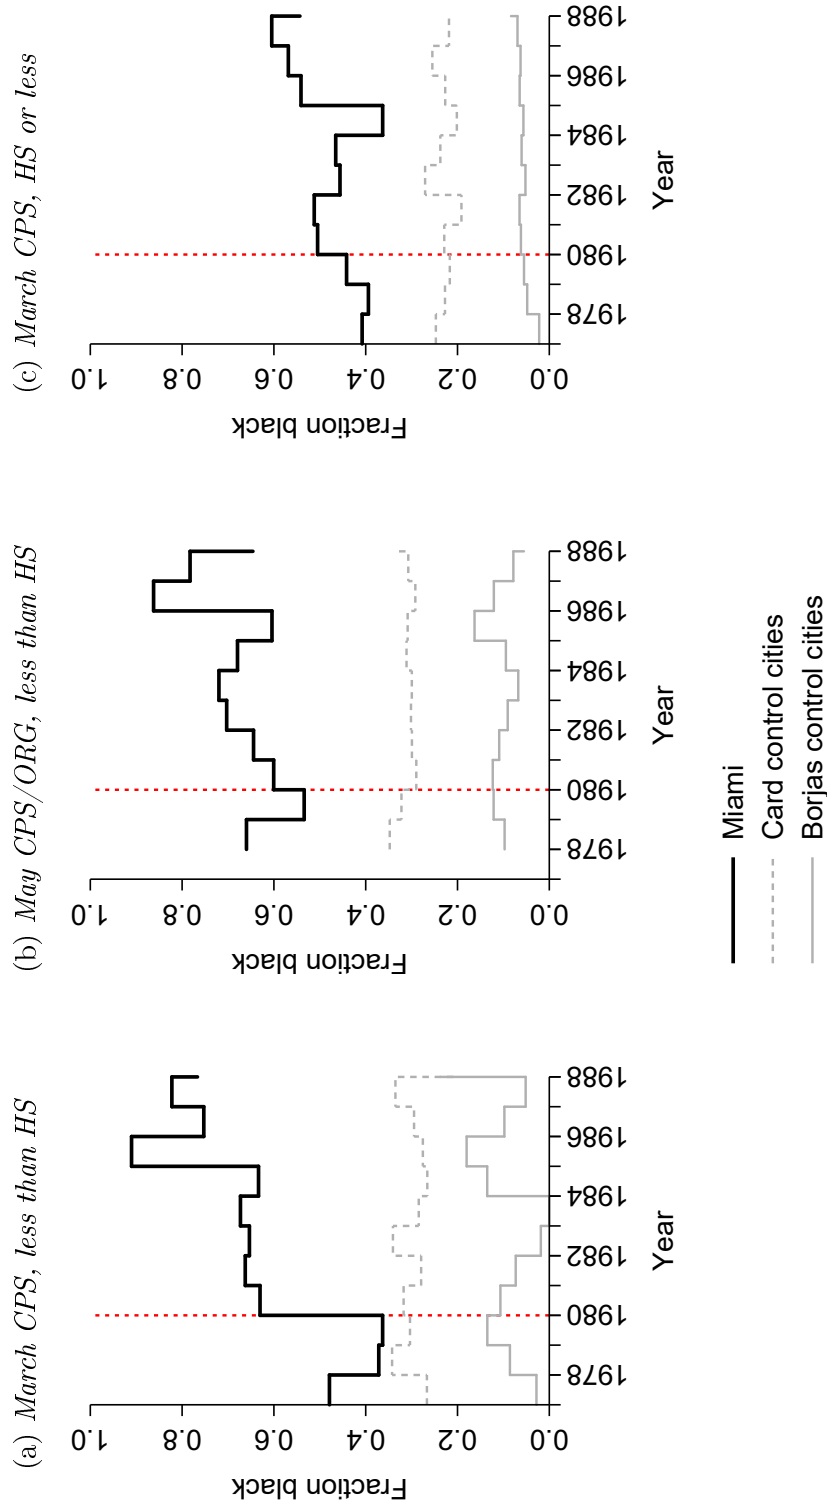 (a) March CPS, less than HS
Fraction black
0.0 0.2 0.4 0.6 0.8 1.0
1978 1980 1982 1984 1986 1988
Year
(b) May CPS/ORG, less than HS
Fraction black
0.0 0.2 0.4 0.6 0.8 1.0
1978 1980 1982 1984 1986 1988
Year
(c) March CPS, HS or less
Fraction black
0.0 0.2 0.4 0.6 0.8 1.0
1978 1980 1982 1984 1986 1988
Year
Miami
Card control cities
Borjas control cities